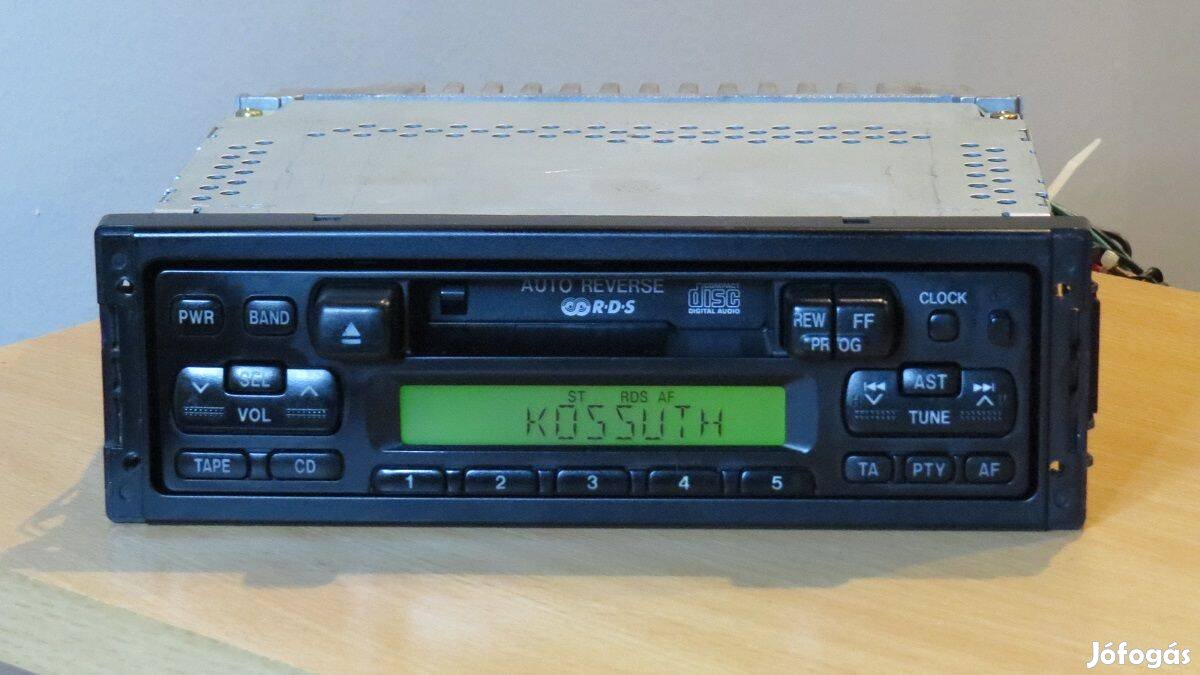 AUTO REVERSE
R·D·S
COMPACT
disc
DIGITAL AUDIO
PWR
BAND
REW
FF
PROG
CLOCK
SEL
VOL
ST RDS AF
KOSSUTH
AST
TUNE
TAPE
CD
1 2 3 4 5
TA
PTY
AF
Jófogás